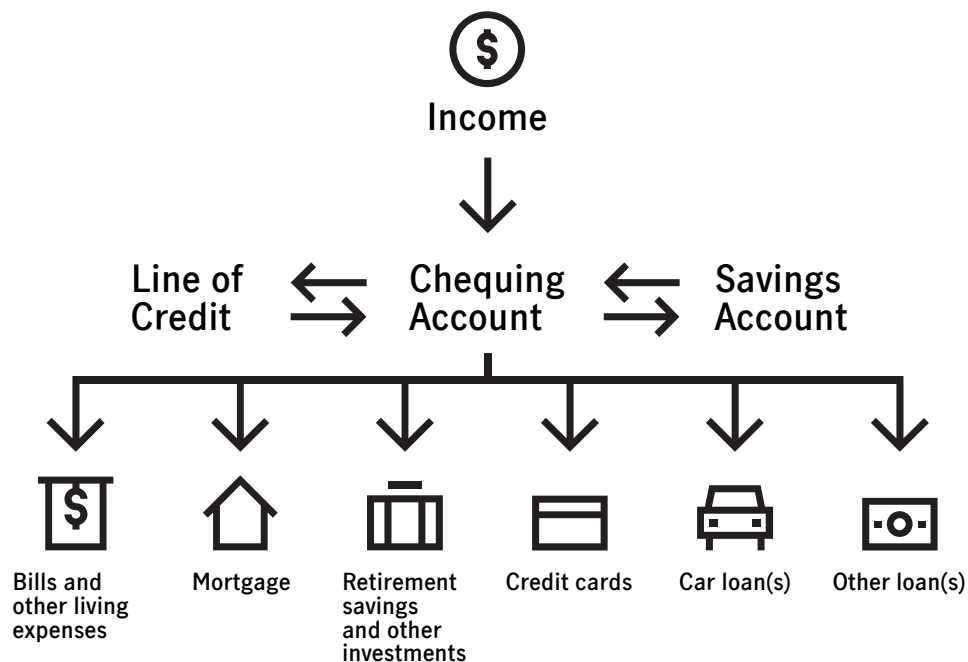 $
Income
Line of
Credit
Chequing
Account
Savings
Account
$
Bills and
other living
expenses
Mortgage
Retirement
savings
and other
investments
Credit cards
Car loan(s)
Other loan(s)